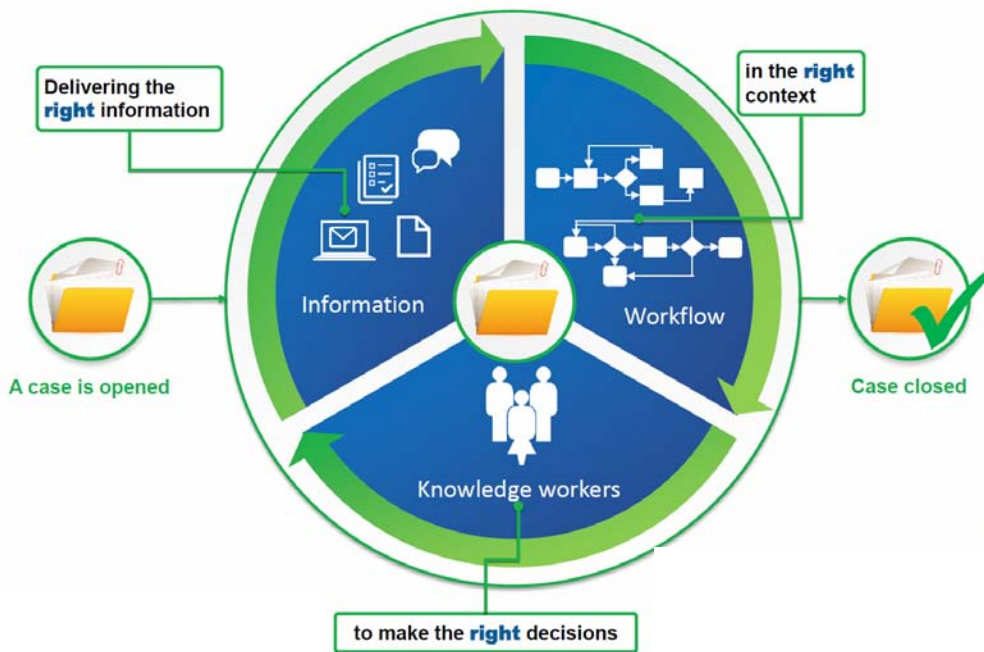 Delivering the
right information
in the right
context
Information
Workflow
A case is opened
Case closed
Knowledge workers
to make the right decisions